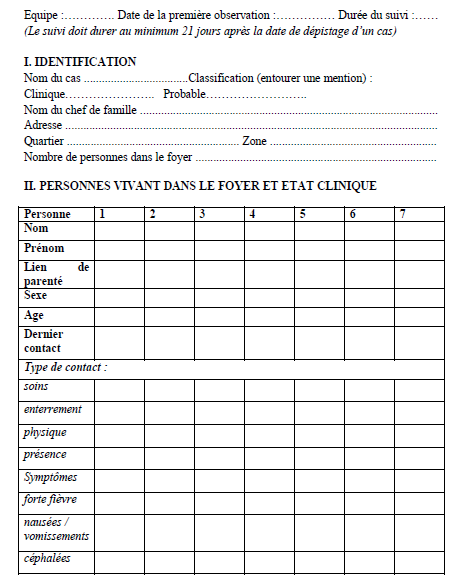 Equipe :…………. Date de la première observation :…………… Durée du suivi :……
(Le suivi doit durer au minimum 21 jours après la date de dépistage d’un cas)
I. IDENTIFICATION
Nom du cas ...................................Classification (entourer une mention) :
Clinique…………………. Probable…………………….
Nom du chef de famille ....................................................................................................
Adresse .............................................................................................................................
Quartier .......................................................... Zone ........................................................
Nombre de personnes dans le foyer .................................................................................
II. PERSONNES VIVANT DANS LE FOYER ET ETAT CLINIQUE
Personne 1 2 3 4 5 6 7
Nom
Prénom
Lien de
parenté
Sexe
Age
Dernier
contact
Type de contact :
soins
enterrement
physique
présence
Symptômes
forte fièvre
nausées /
vomissements
céphalées